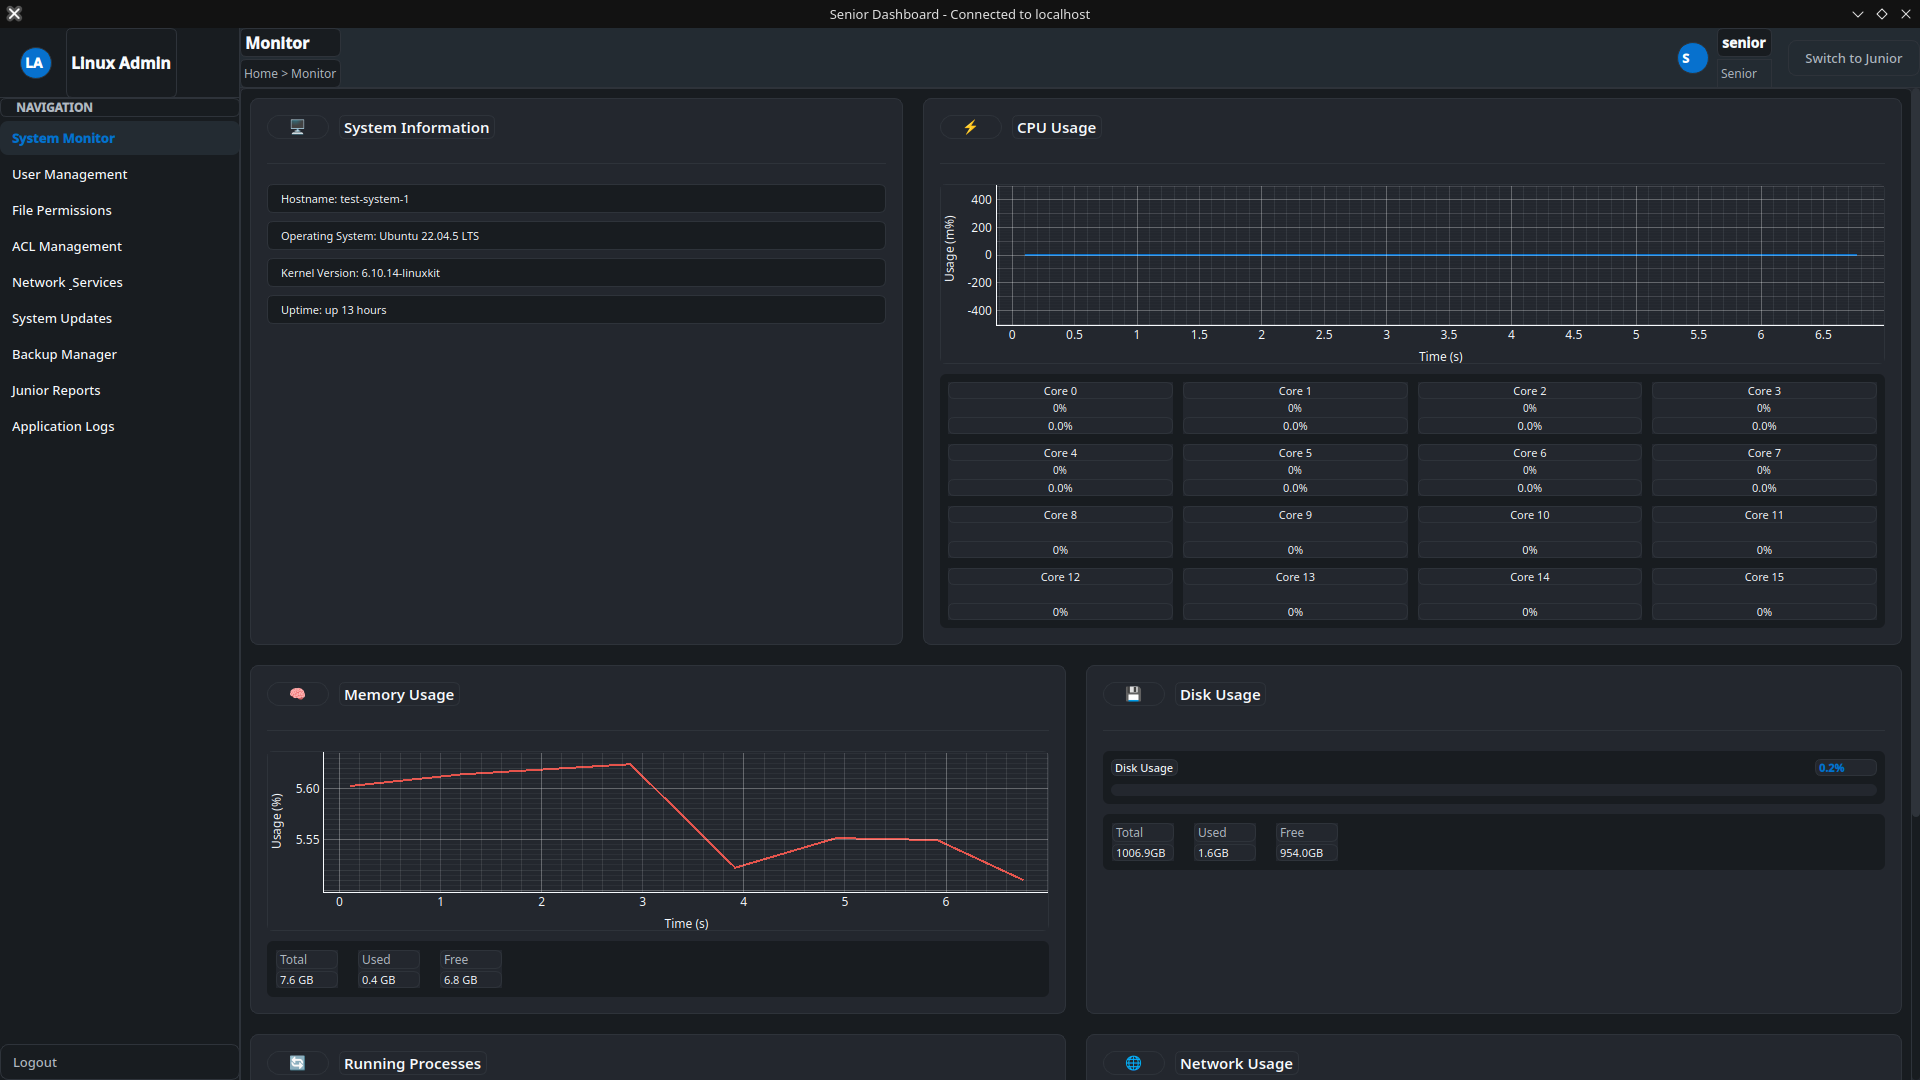 Senior Dashboard - Connected to localhost
LA
Linux Admin
Monitor
Home > Monitor
S
senior
Senior
Switch to Junior
NAVIGATION
System Monitor
User Management
File Permissions
ACL Management
Network _Services
System Updates
Backup Manager
Junior Reports
Application Logs
Logout
System Information
Hostname: test-system-1
Operating System: Ubuntu 22.04.5 LTS
Kernel Version: 6.10.14-linuxkit
Uptime: up 13 hours
CPU Usage
Usage (m%)
400
200
0
-200
-400
0 0.5 1 1.5 2 2.5 3 3.5 4 4.5 5 5.5 6 6.5
Time (s)
Core 0 Core 1 Core 2 Core 3
0% 0% 0% 0%
0.0% 0.0% 0.0% 0.0%
Core 4 Core 5 Core 6 Core 7
0% 0% 0% 0%
0.0% 0.0% 0.0% 0.0%
Core 8 Core 9 Core 10 Core 11
0% 0% 0% 0%
Core 12 Core 13 Core 14 Core 15
0% 0% 0% 0%
Memory Usage
Usage (%)
5.60
5.55
0 1 2 3 4 5 6
Time (s)
Total Used Free
7.6 GB 0.4 GB 6.8 GB
Disk Usage
Disk Usage 0.2%
Total Used Free
1006.9GB 1.6GB 954.0GB
Running Processes
Network Usage